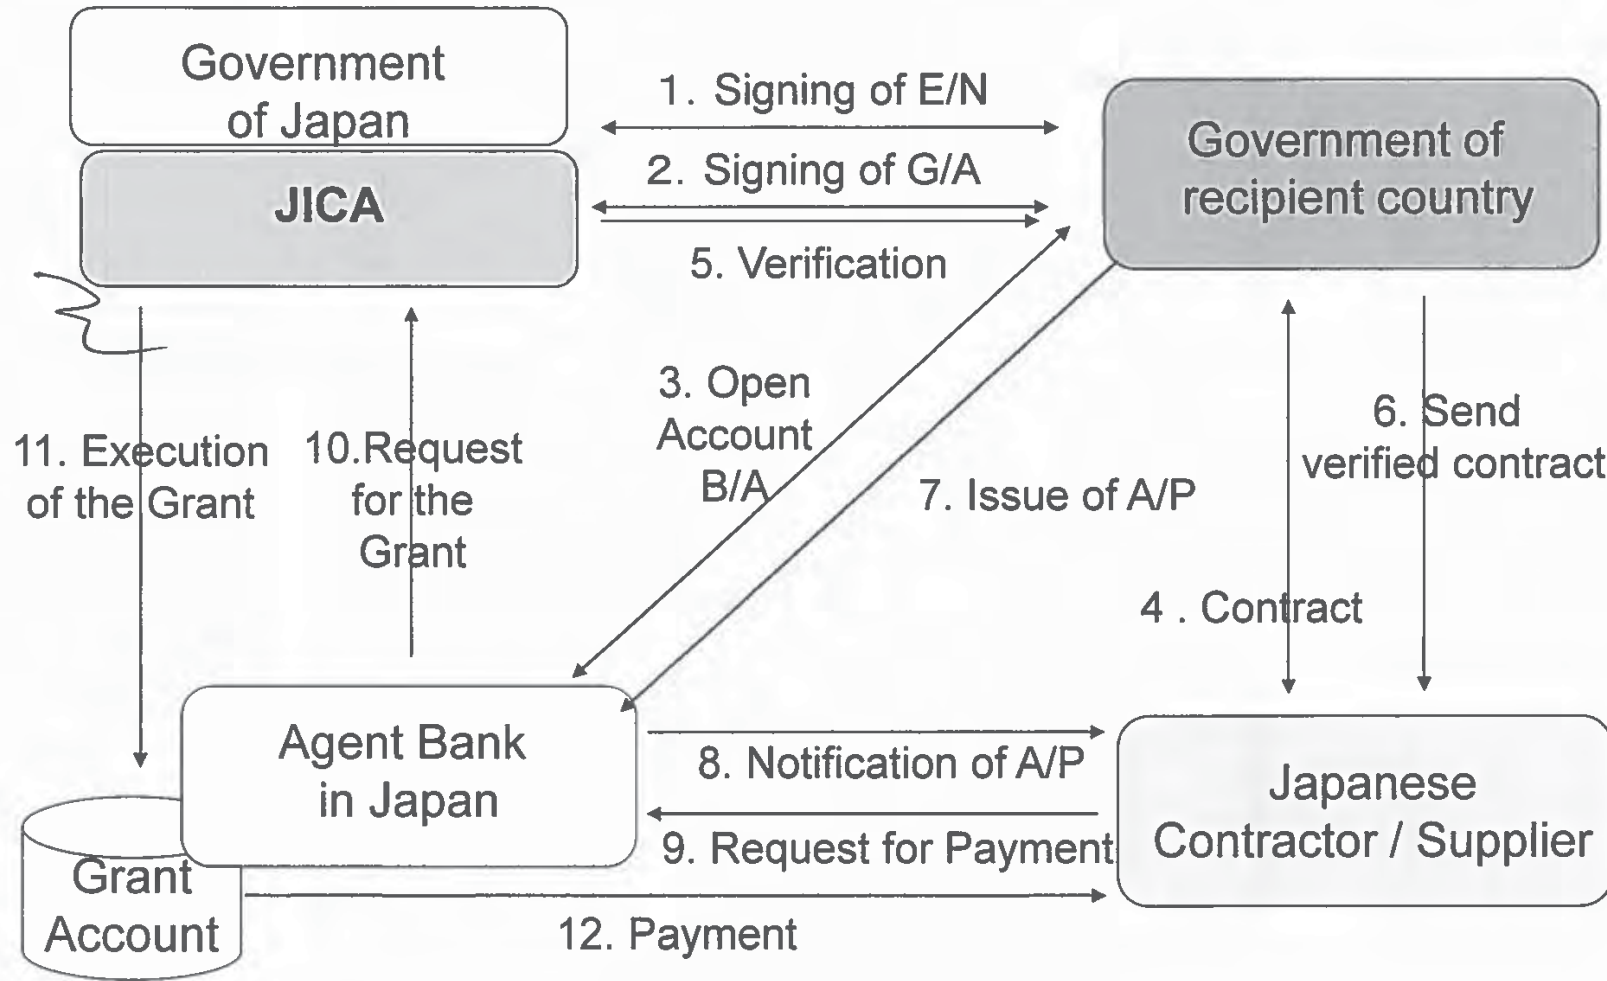 Government
of Japan
JICA
1. Signing of E/N
2. Signing of G/A
5. Verification
Government of
recipient country
3. Open
Account
B/A
7. Issue of A/P
6. Send
verified contract
4 . Contract
11. Execution
of the Grant
10.Request
for the
Grant
Agent Bank
in Japan
Grant
Account
8. Notification of A/P
9. Request for Payment
12. Payment
Japanese
Contractor / Supplier